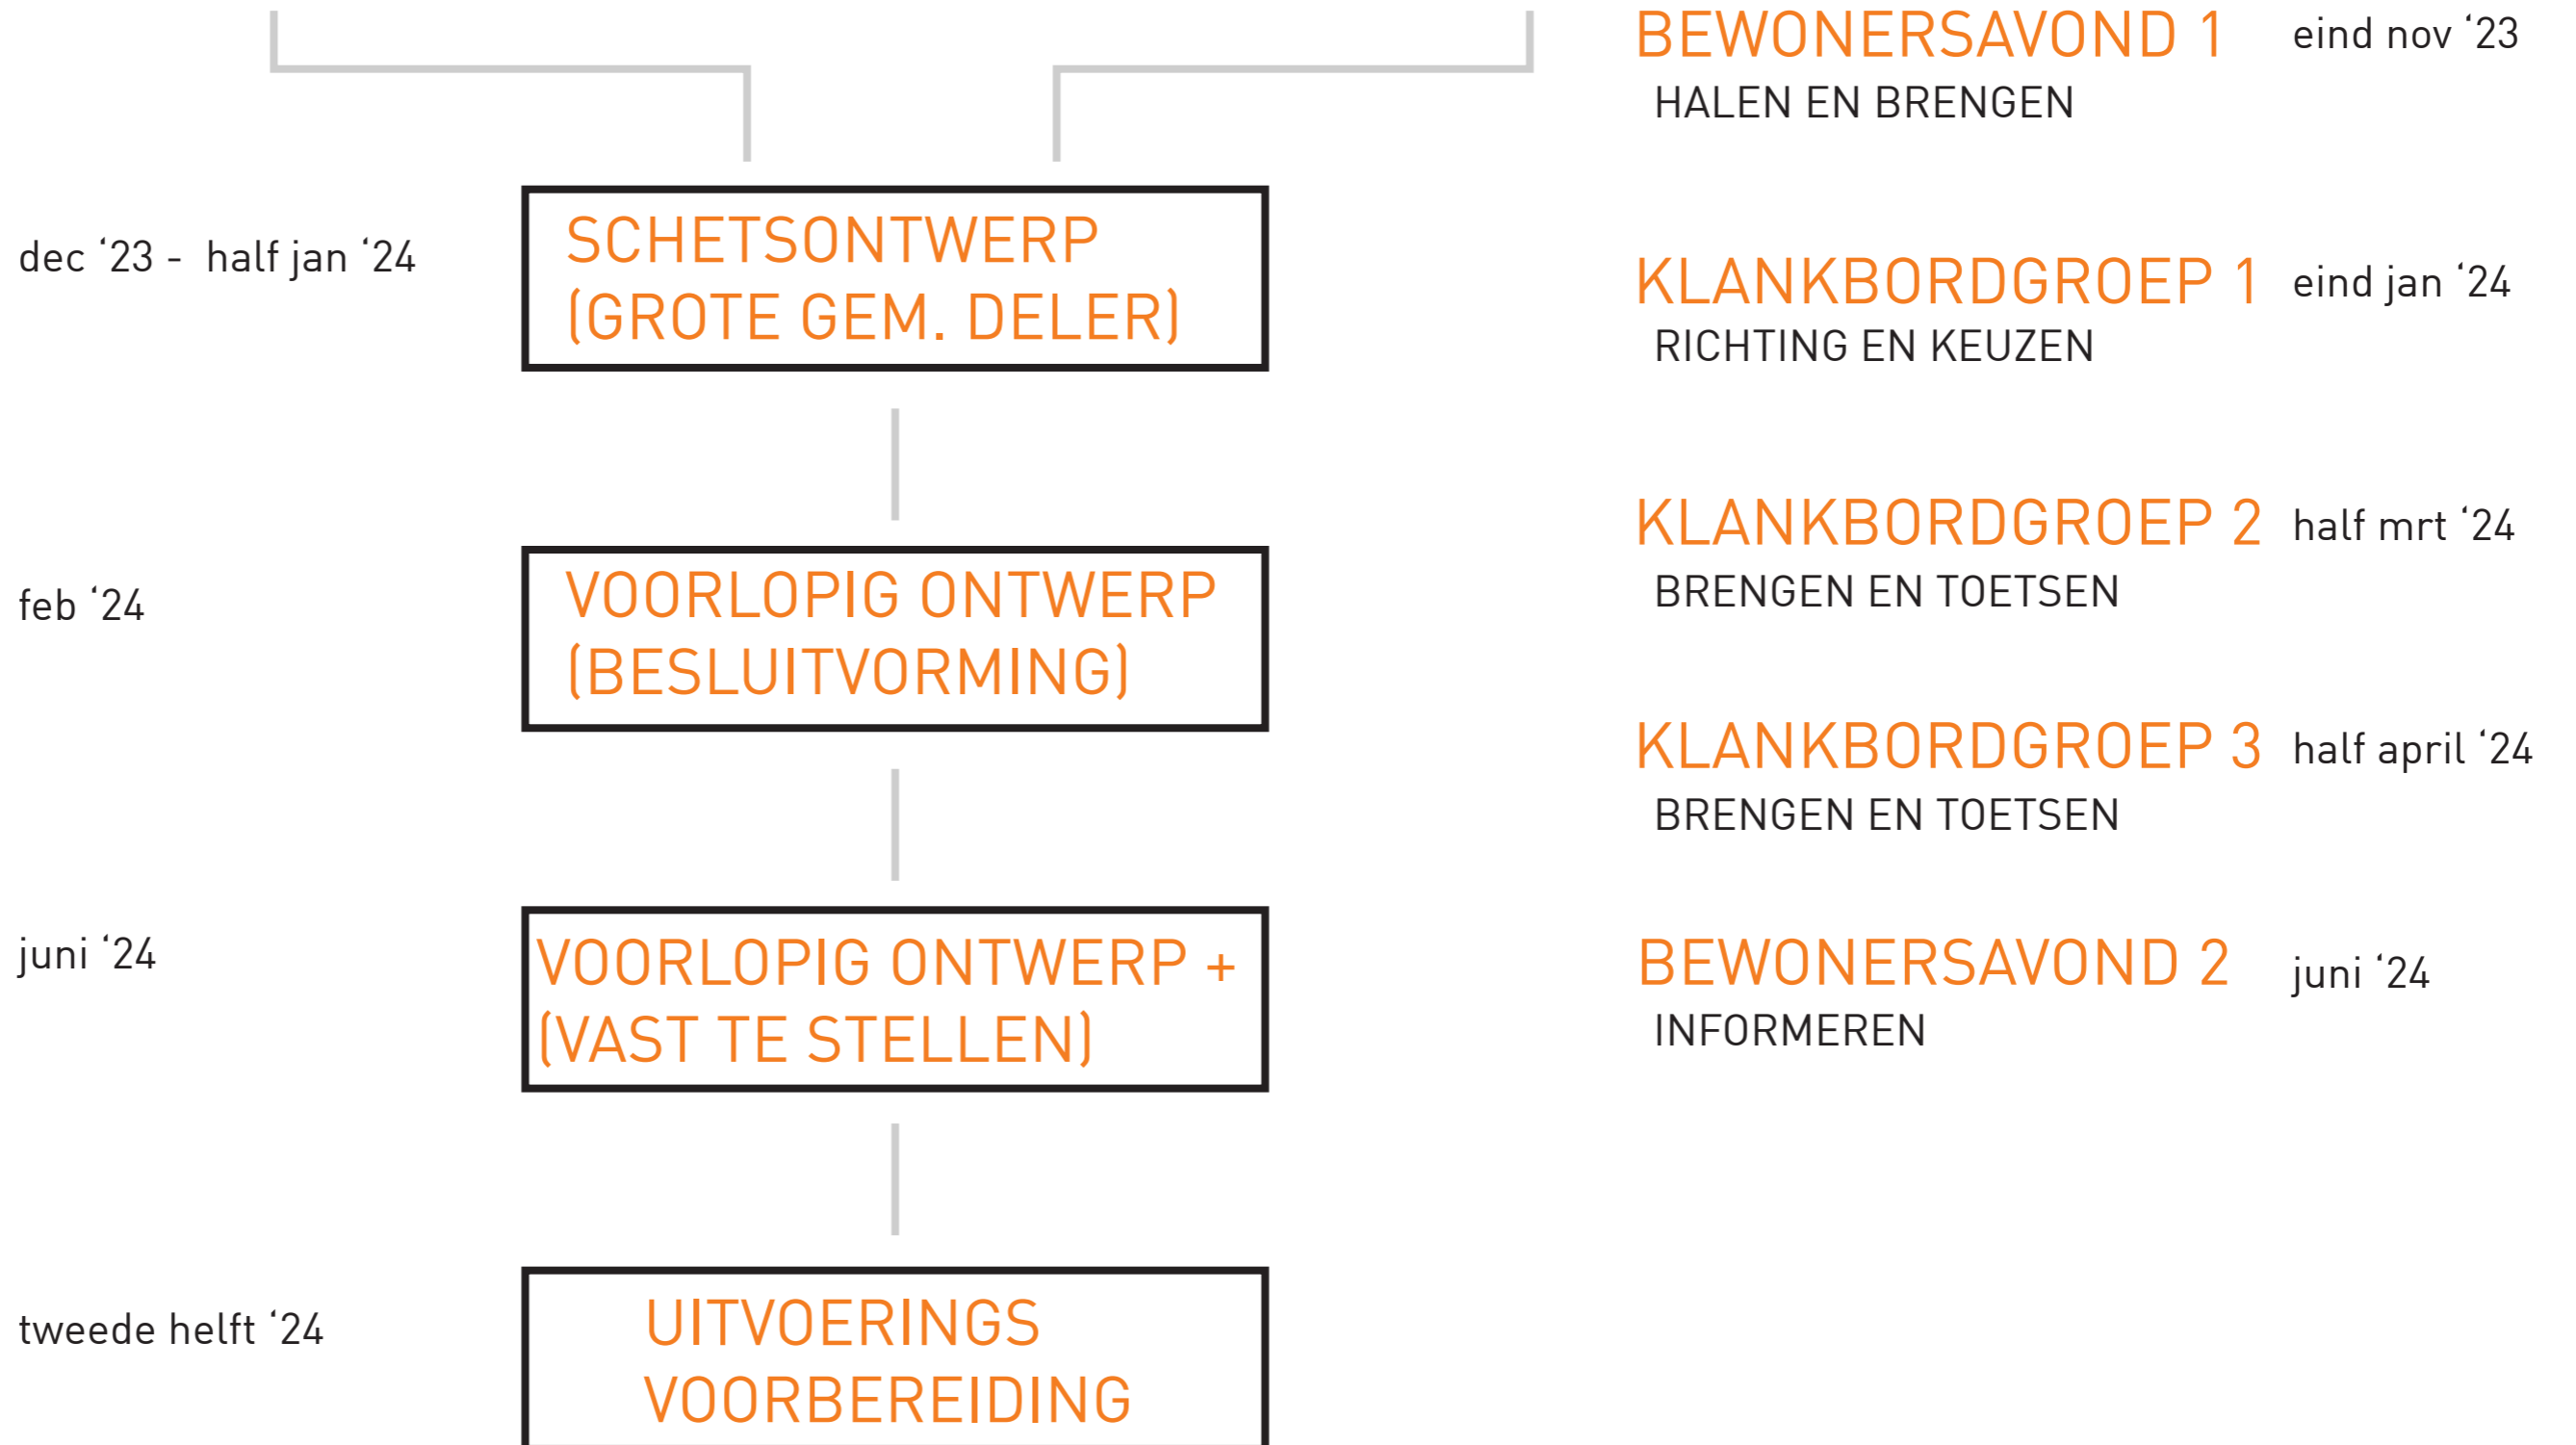 BEWONERSAVOND 1 eind nov ‘23
HALEN EN BRENGEN
dec ‘23 - half jan ‘24
SCHETSONTWERP
(GROTE GEM. DELER)
KLANKBORDGROEP 1 eind jan ‘24
RICHTING EN KEUZEN
feb ‘24
VOORLOPIG ONTWERP
(BESLUITVORMING)
KLANKBORDGROEP 2 half mrt ‘24
BRENGEN EN TOETSEN
KLANKBORDGROEP 3 half april ‘24
BRENGEN EN TOETSEN
juni ‘24
VOORLOPIG ONTWERP +
(VAST TE STELLEN)
BEWONERSAVOND 2 juni ‘24
INFORMEREN
tweede helft ‘24
UITVOERINGS
VOORBEREIDING